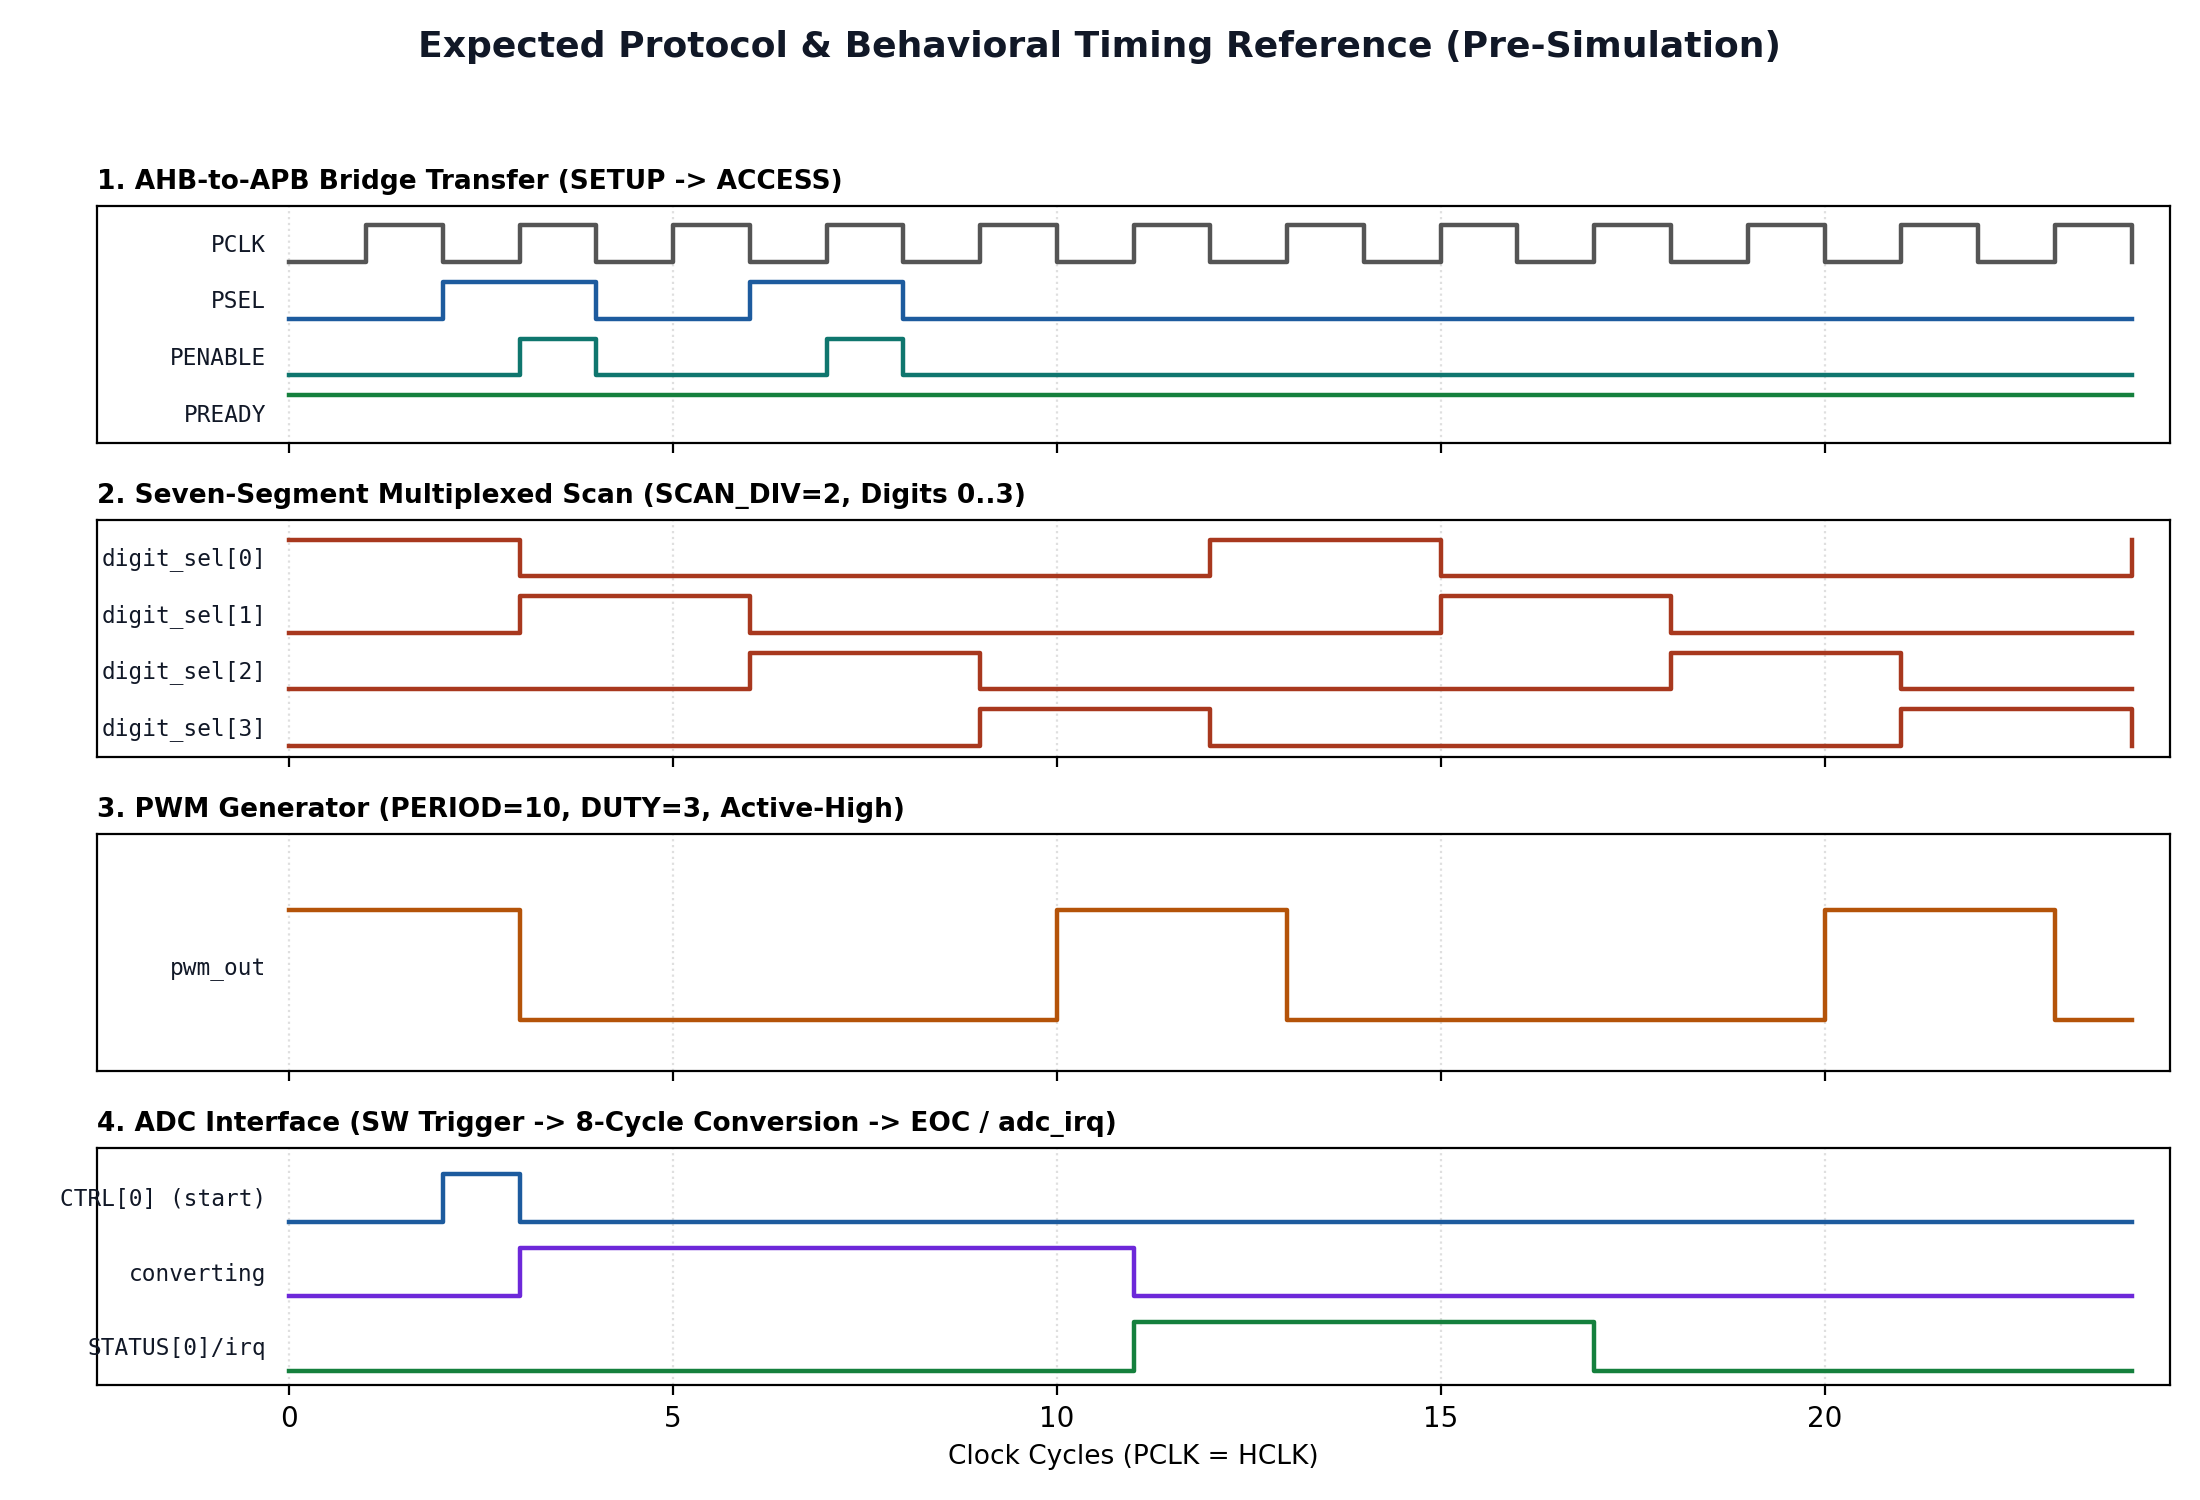 Expected Protocol & Behavioral Timing Reference (Pre-Simulation)
1. AHB-to-APB Bridge Transfer (SETUP -> ACCESS)
PCLK
PSEL
PENABLE
PREADY
2. Seven-Segment Multiplexed Scan (SCAN_DIV=2, Digits 0..3)
digit_sel[0]
digit_sel[1]
digit_sel[2]
digit_sel[3]
3. PWM Generator (PERIOD=10, DUTY=3, Active-High)
pwm_out
4. ADC Interface (SW Trigger -> 8-Cycle Conversion -> EOC / adc_irq)
CTRL[0] (start)
converting
STATUS[0]/irq
0 5 10 15 20
Clock Cycles (PCLK = HCLK)